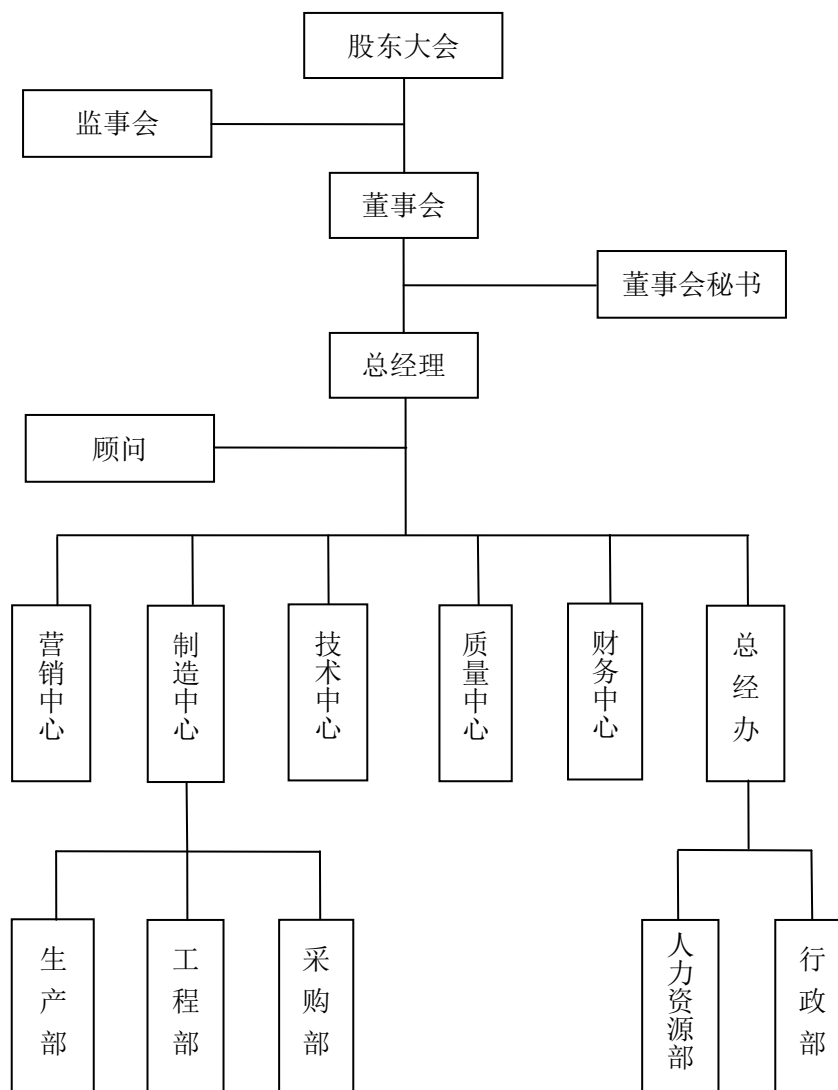 股东大会
监事会
董事会
董事会秘书
总经理
顾问
营销中心
制造中心
技术中心
质量中心
财务中心
总经办
生产部
工程部
采购部
人力资源部
行政部